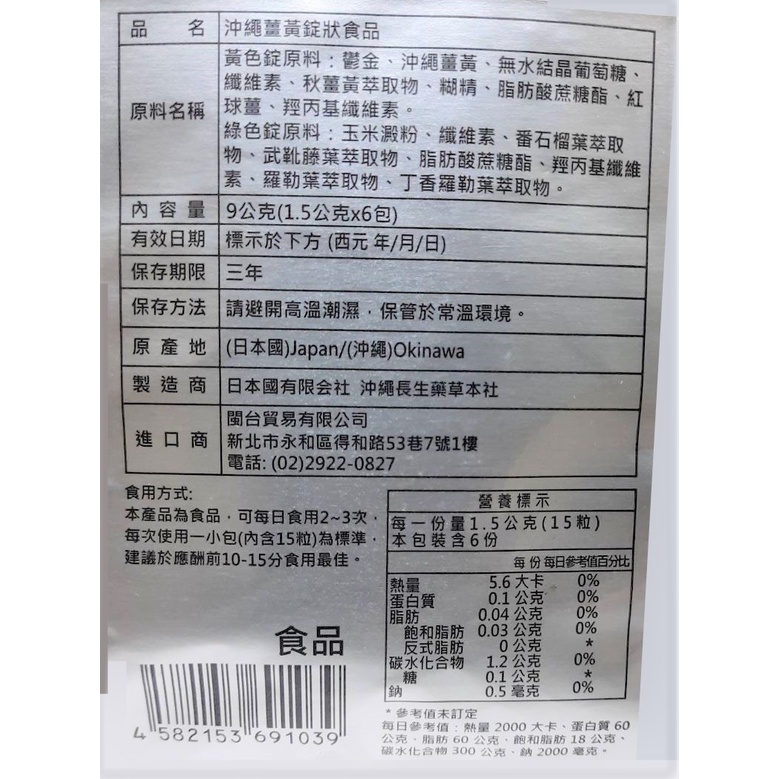 品名 沖繩薑黃錠狀食品
原料名稱
黃色錠原料：鬱金、沖繩薑黃、無水結晶葡萄糖、
纖維素、秋薑黃萃取物、糊精、脂肪酸蔗糖酯、紅
球薑、羥丙基纖維素。
綠色錠原料：玉米澱粉、纖維素、番石榴葉萃取
物、武靴藤葉萃取物、脂肪酸蔗糖酯、羥丙基纖維
素、羅勒葉萃取物、丁香羅勒葉萃取物。
內容量 9公克(1.5公克x6包)
有效日期 標示於下方 (西元 年/月/日)
保存期限 三年
保存方法 請避開高溫潮濕，保管於常溫環境。
原產地 (日本國)Japan/(沖繩)Okinawa
製造商 日本國有限会社 沖繩長生藥草本社
進口商
閩台貿易有限公司
新北市永和區得和路53巷7號1樓
電話: (02)2922-0827
食用方式:
本產品為食品，可每日食用2~3次，
每次使用一小包(內含15粒)為標準，
建議於應酬前10-15分食用最佳。
食品
4 582153 691039
營養標示
每一份量1.5公克(15粒)
本包裝含6份
每份 每日參考值百分比
熱量 5.6 大卡 0%
蛋白質 0.1 公克 0%
脂肪 0.04 公克 0%
飽和脂肪 0.03 公克 0%
反式脂肪 0 公克 *
碳水化合物 1.2 公克 0%
糖 0.1 公克 *
鈉 0.5 毫克 0%
* 參考值未訂定
每日參考值：熱量 2000 大卡、蛋白質 60
公克、脂肪 60 公克、飽和脂肪 18 公克、
碳水化合物 300 公克、鈉 2000 毫克。